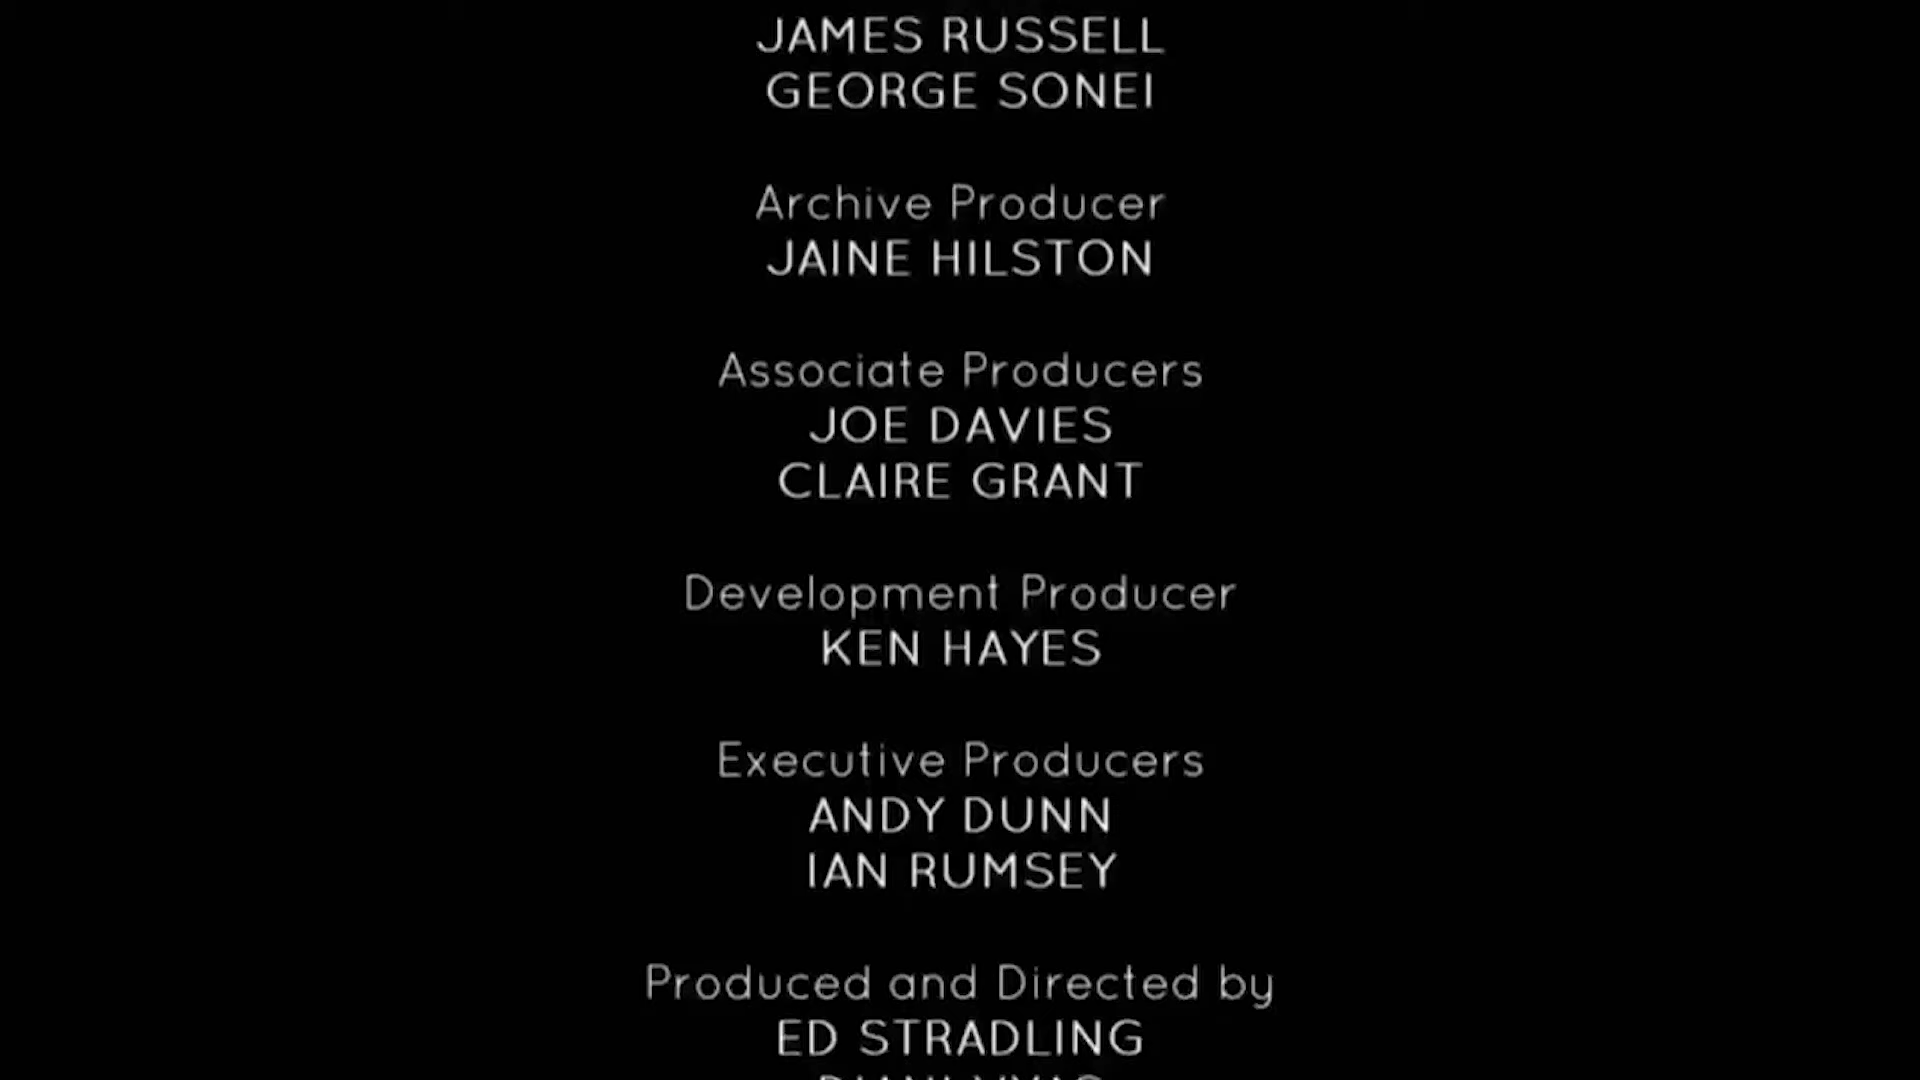 JAMES RUSSELL
GEORGE SONEI
Archive Producer
JAINE HILSTON
Associate Producers
JOE DAVIES
CLAIRE GRANT
Development Producer
KEN HAYES
Executive Producers
ANDY DUNN
IAN RUMSEY
Produced and Directed by
ED STRADLING